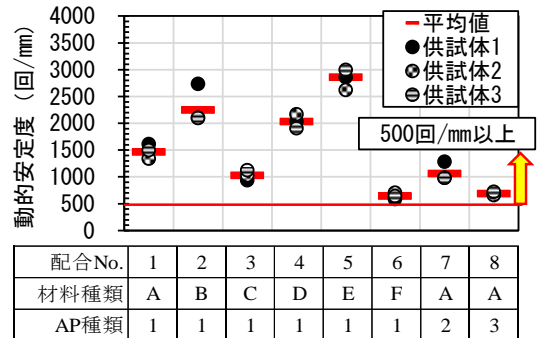 動的安定度（回/mm）
4000
3500
3000
2500
2000
1500
1000
500
0
平均値
供試体1
供試体2
供試体3
500回/mm以上
配合No. 1 2 3 4 5 6 7 8
材料種類 A B C D E F A A
AP種類 1 1 1 1 1 1 2 3